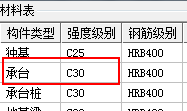 材料表
构件类型 强度级别 钢筋级别
独基 C25 HRB400
承台 C30 HRB400
承台桩 C30 HRB400